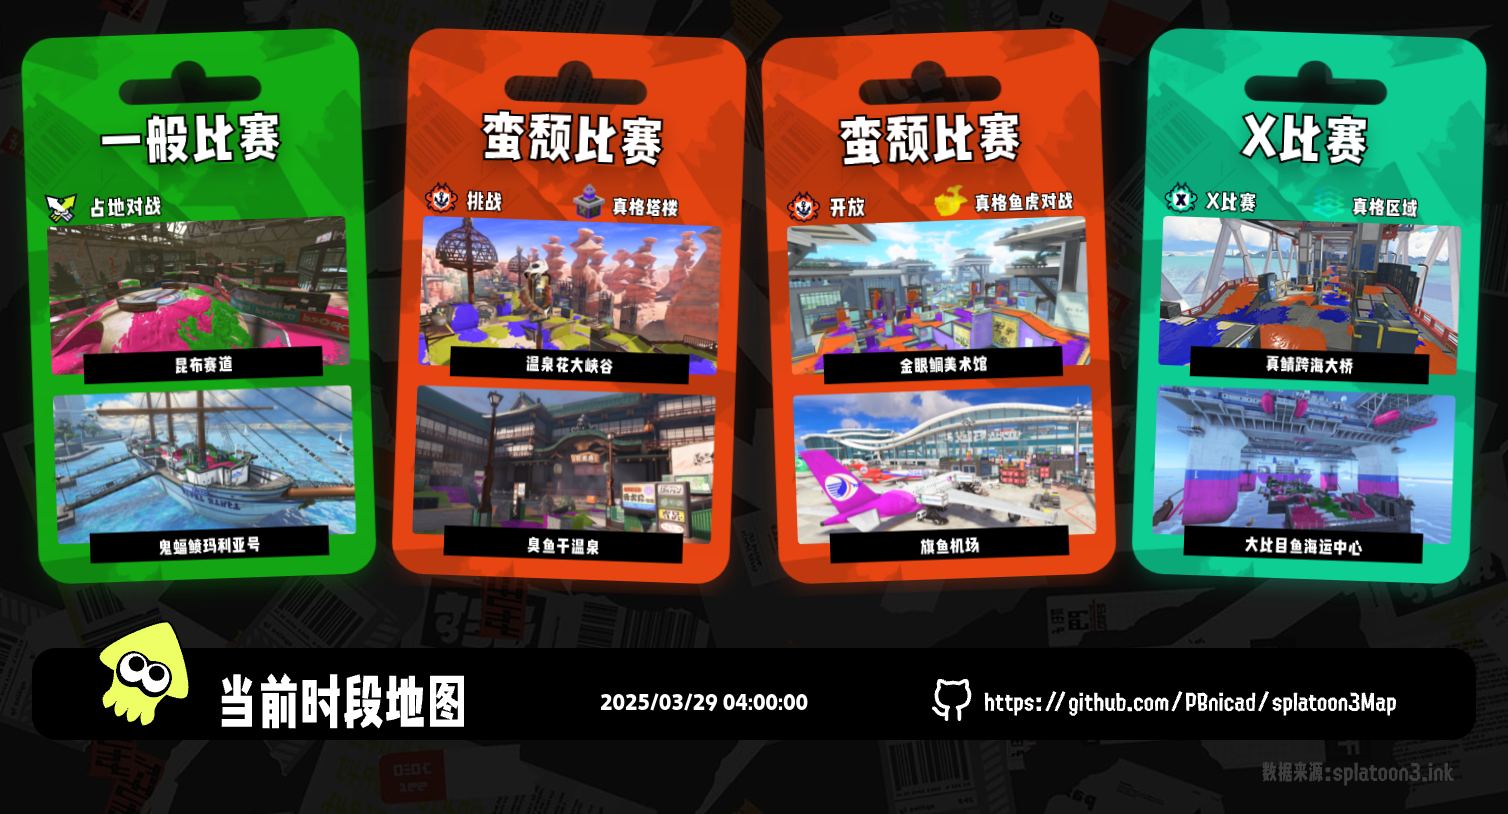 一般比赛
占地对战
昆布赛道
鬼蝠鲼玛利亚号
蛮颓比赛
挑战
真格塔楼
温泉花大峡谷
臭鱼干温泉
蛮颓比赛
开放
真格鱼虎对战
金眼鲷美术馆
旗鱼机场
X比赛
X比赛
真格区域
真鲭跨海大桥
大比目鱼海运中心
当前时段地图
2025/03/29 04:00:00
https://github.com/PBnicad/splatoon3Map
数据来源:splatoon3.ink